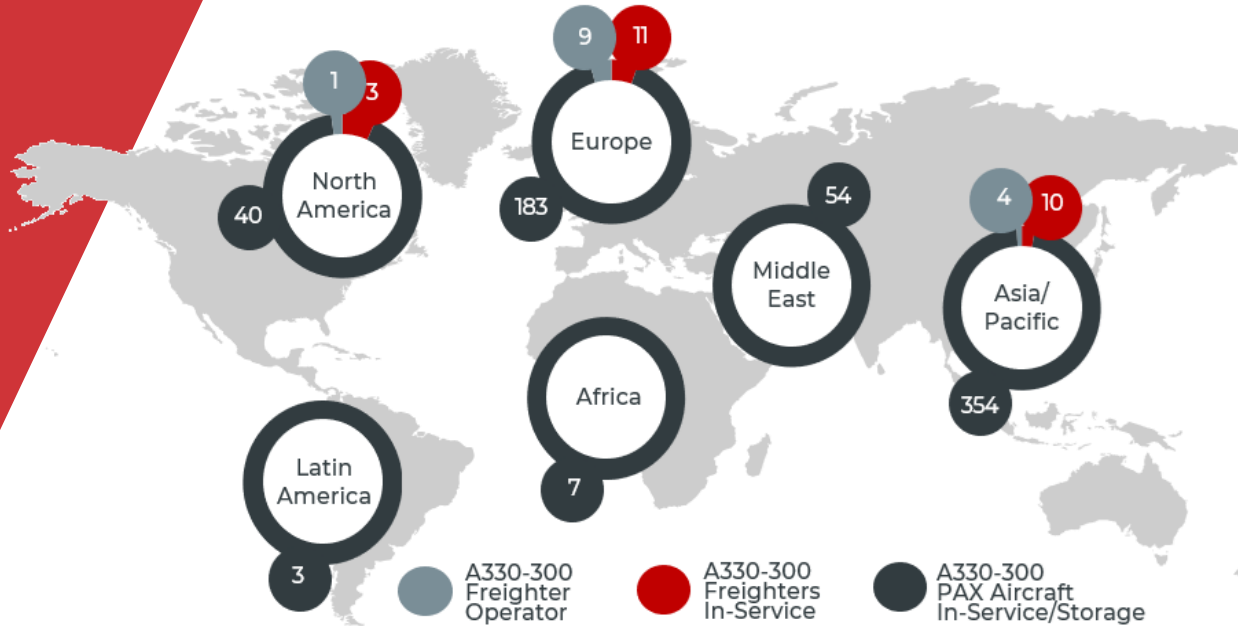 1
3
North
America
40
9
11
Europe
183
54
Middle
East
4
10
Asia/
Pacific
354
Africa
7
Latin
America
3
A330-300
Freighter
Operator
A330-300
Freighters
In-Service
A330-300
PAX Aircraft
In-Service/Storage